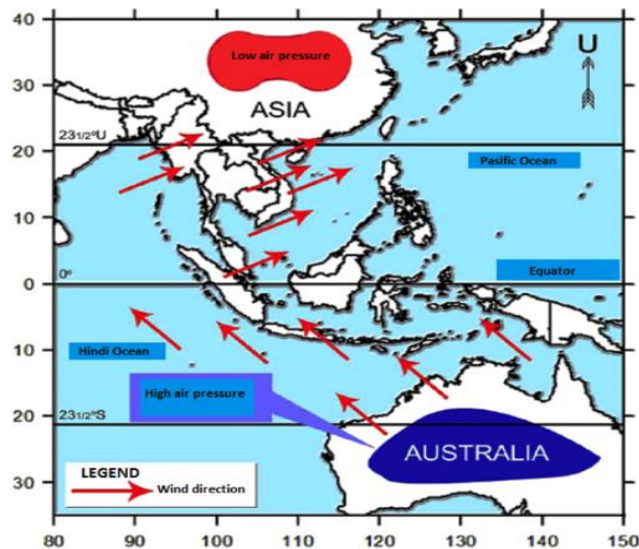 40
Low air pressure
U
30
ASIA
23 1/2°U
20
Pasific Ocean
10
0°
0
Equator
Hindi Ocean
10
High air pressure
20
23 1/2°S
AUSTRALIA
30
LEGEND
Wind direction
80 90 100 110 120 130 140 150